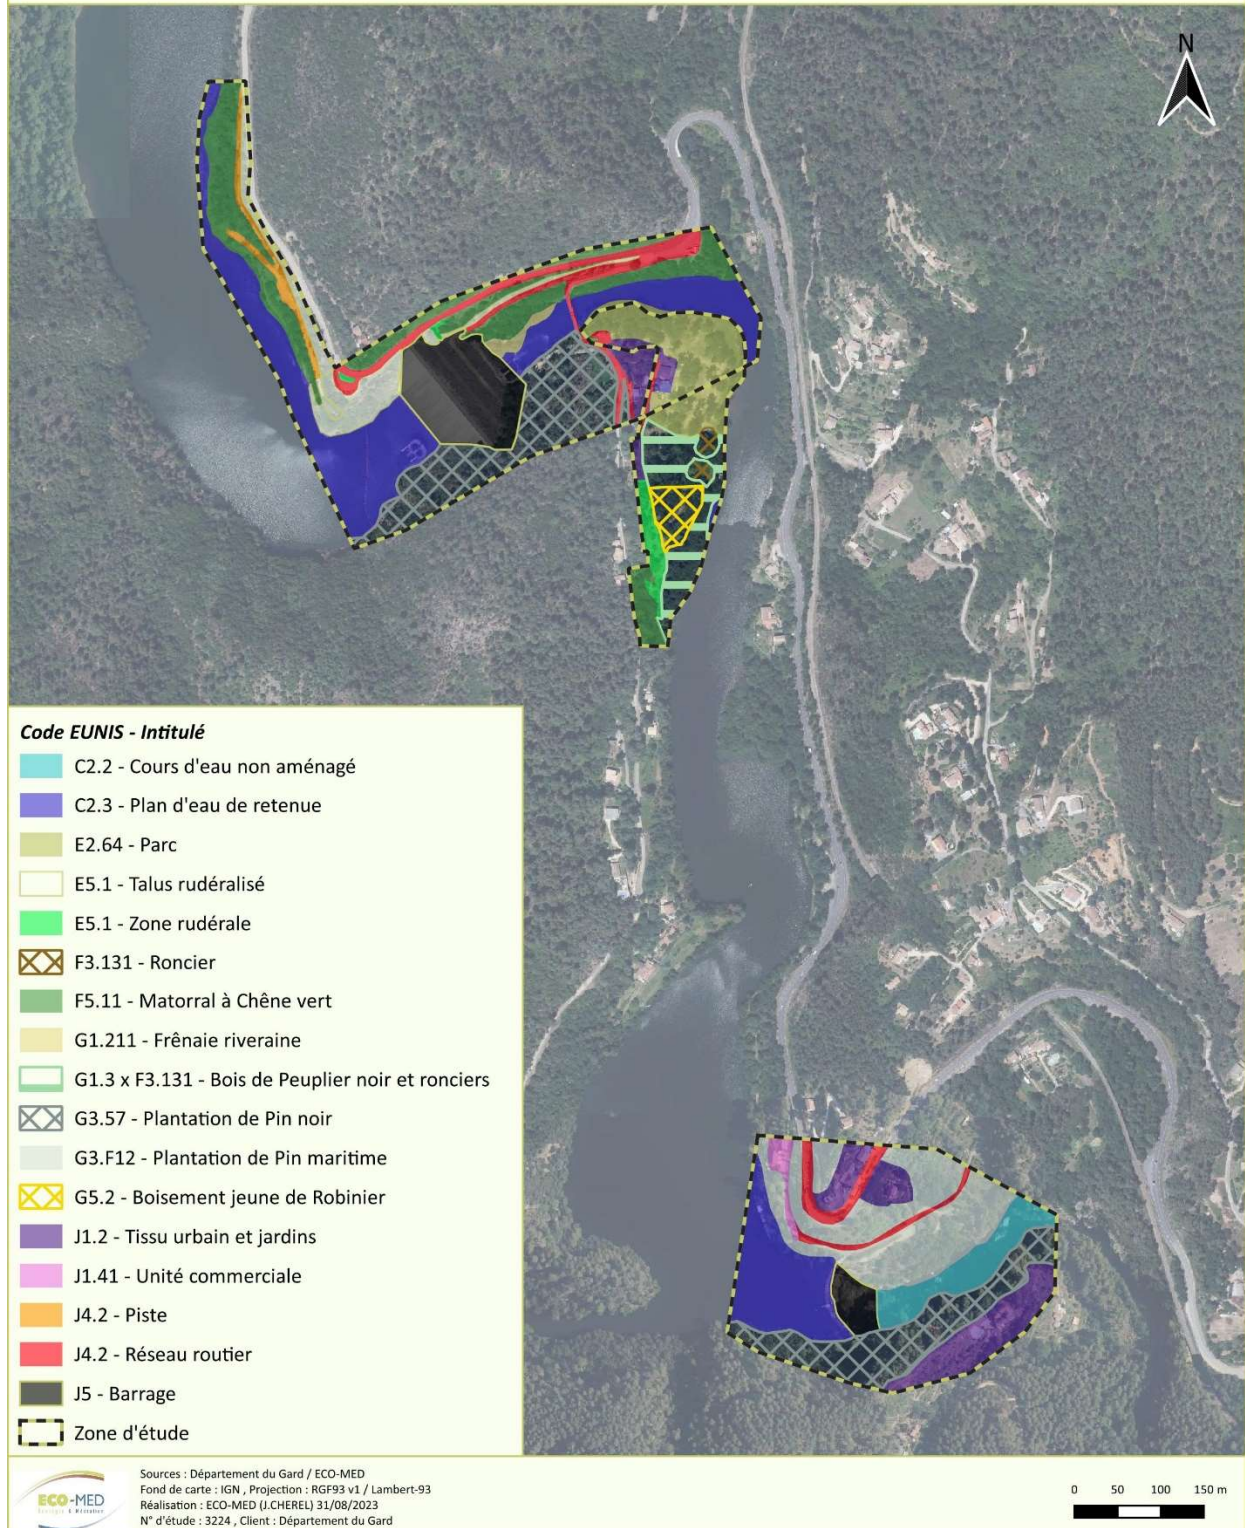 N
Code EUNIS - Intitulé
C2.2 - Cours d'eau non aménagé
C2.3 - Plan d'eau de retenue
E2.64 - Parc
E5.1 - Talus rudéralisé
E5.1 - Zone rudérale
F3.131 - Roncier
F5.11 - Matorral à Chêne vert
G1.211 - Frênaie riveraine
G1.3 x F3.131 - Bois de Peuplier noir et ronciers
G3.57 - Plantation de Pin noir
G3.F12 - Plantation de Pin maritime
G5.2 - Boisement jeune de Robinier
J1.2 - Tissu urbain et jardins
J1.41 - Unité commerciale
J4.2 - Piste
J4.2 - Réseau routier
J5 - Barrage
Zone d'étude
ECO-MED
Ecologie & Médiation
Sources : Département du Gard / ECO-MED
Fond de carte : IGN , Projection : RGF93 v1 / Lambert-93
Réalisation : ECO-MED (J.CHEREL) 31/08/2023
N° d'étude : 3224 , Client : Département du Gard
0 50 100 150 m